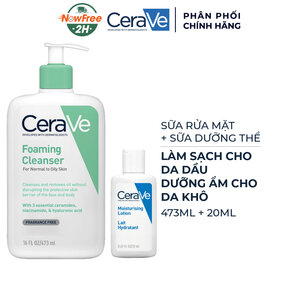 NowFree
2H
CeraVe
DEVELOPED WITH DERMATOLOGISTS
PHÂN PHỐI
CHÍNH HÃNG
CeraVe
DEVELOPED WITH DERMATOLOGISTS
Foaming
Cleanser
For Normal to Oily Skin
Cleanses and removes oil without
disrupting the protective skin
barrier of the face and body
With 3 essential ceramides,
niacinamide, & hyaluronic acid
FRAGRANCE FREE
16 FL OZ/473 mL
CeraVe
Moisturising
Lotion
Lait
Hydratant
SỮA RỬA MẶT
+ SỮA DƯỠNG THỂ
LÀM SẠCH CHO
DA DẦU
DƯỠNG ẨM CHO
DA KHÔ
473ML + 20ML